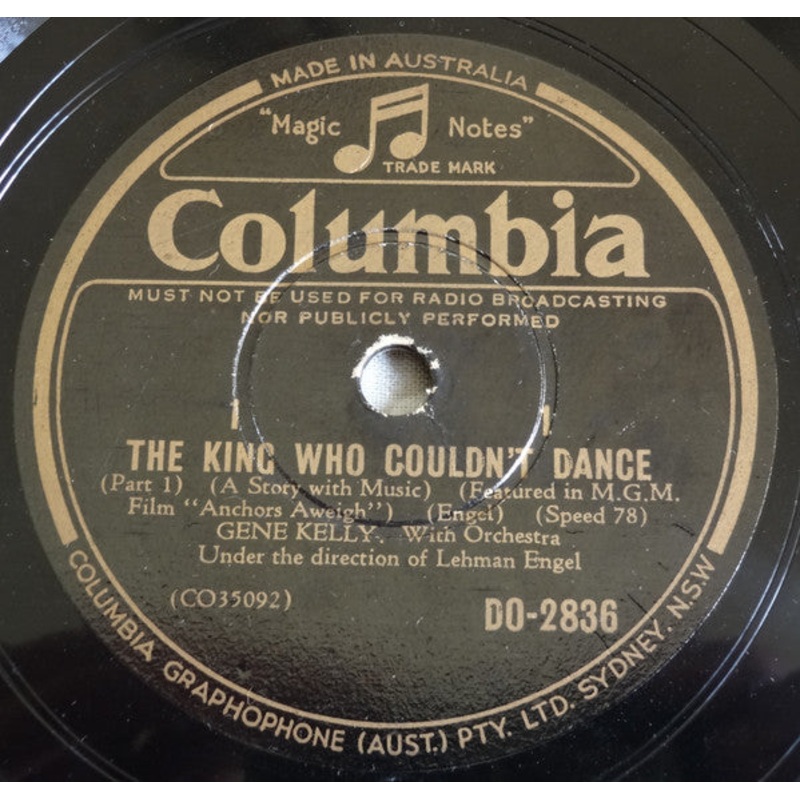 MADE IN AUSTRALIA
"Magic Notes"
TRADE MARK
Columbia
MUST NOT BE USED FOR RADIO BROADCASTING
NOR PUBLICLY PERFORMED
1 1
THE KING WHO COULDN'T DANCE
(Part 1) (A Story with Music) (Featured in M.G.M.
Film "Anchors Aweigh") (Engel) (Speed 78)
GENE KELLY. With Orchestra
Under the direction of Lehman Engel
(CO35092) DO-2836
COLUMBIA GRAPHOPHONE (AUST.) PTY. LTD. SYDNEY. N.S.W